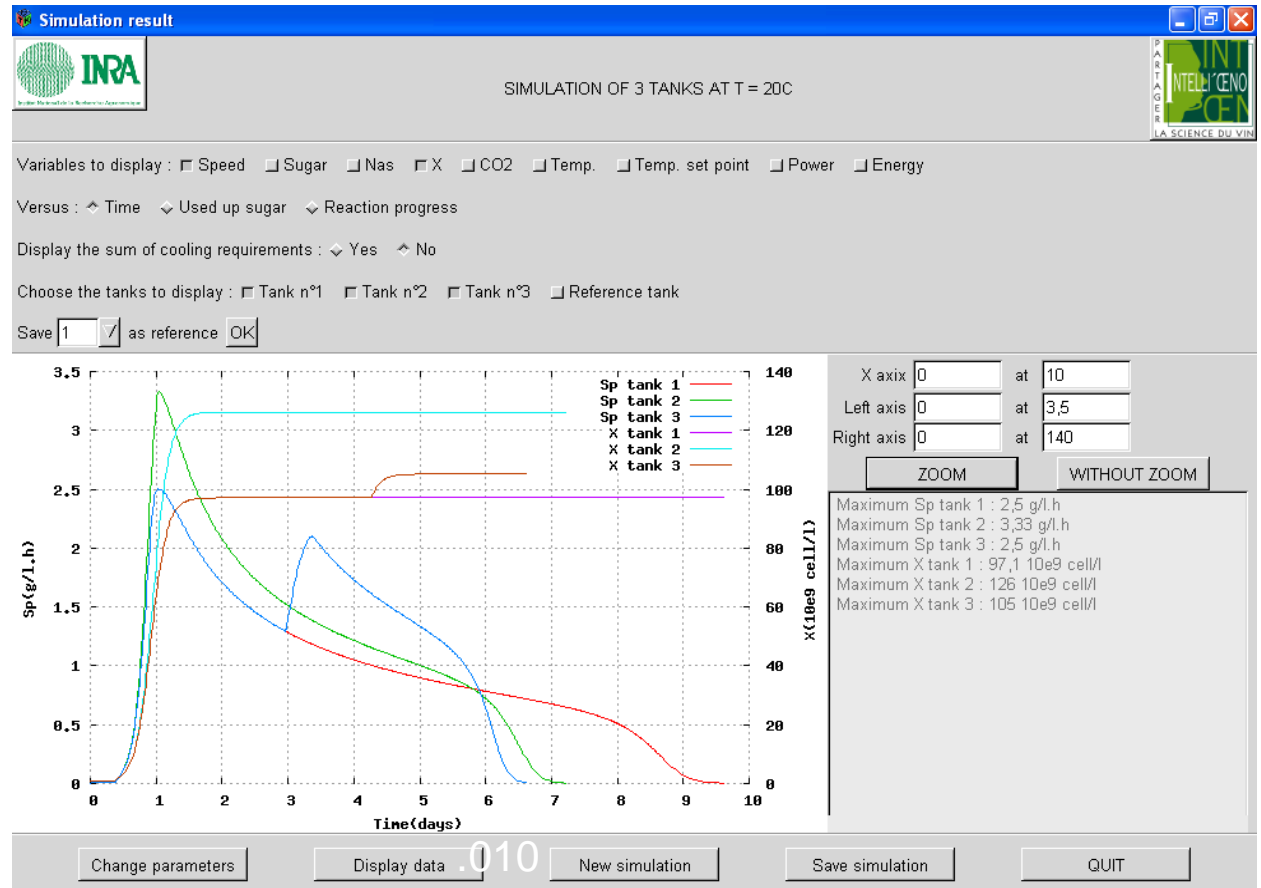 Simulation result
INRA
SIMULATION OF 3 TANKS AT T = 20C
PARTAGER
INT
INTELLI'ŒNO
ŒN
LA SCIENCE DU VIN
Variables to display : Speed Sugar Nas X CO2 Temp. Temp. set point Power Energy
Versus : Time Used up sugar Reaction progress
Display the sum of cooling requirements : Yes No
Choose the tanks to display : Tank n°1 Tank n°2 Tank n°3 Reference tank
Save 1 as reference OK
3.5
3
2.5
2
1.5
1
0.5
0
Sp(g/l.h)
Sp tank 1
Sp tank 2
Sp tank 3
X tank 1
X tank 2
X tank 3
140
120
100
80
60
40
20
0
X(10e9 cell/l)
0 1 2 3 4 5 6 7 8 9 10
Time(days)
X axix 0 at 10
Left axis 0 at 3,5
Right axis 0 at 140
ZOOM WITHOUT ZOOM
Maximum Sp tank 1 : 2,5 g/l.h
Maximum Sp tank 2 : 3,33 g/l.h
Maximum Sp tank 3 : 2,5 g/l.h
Maximum X tank 1 : 97,1 10e9 cell/l
Maximum X tank 2 : 126 10e9 cell/l
Maximum X tank 3 : 105 10e9 cell/l
Change parameters Display data .010 New simulation Save simulation QUIT